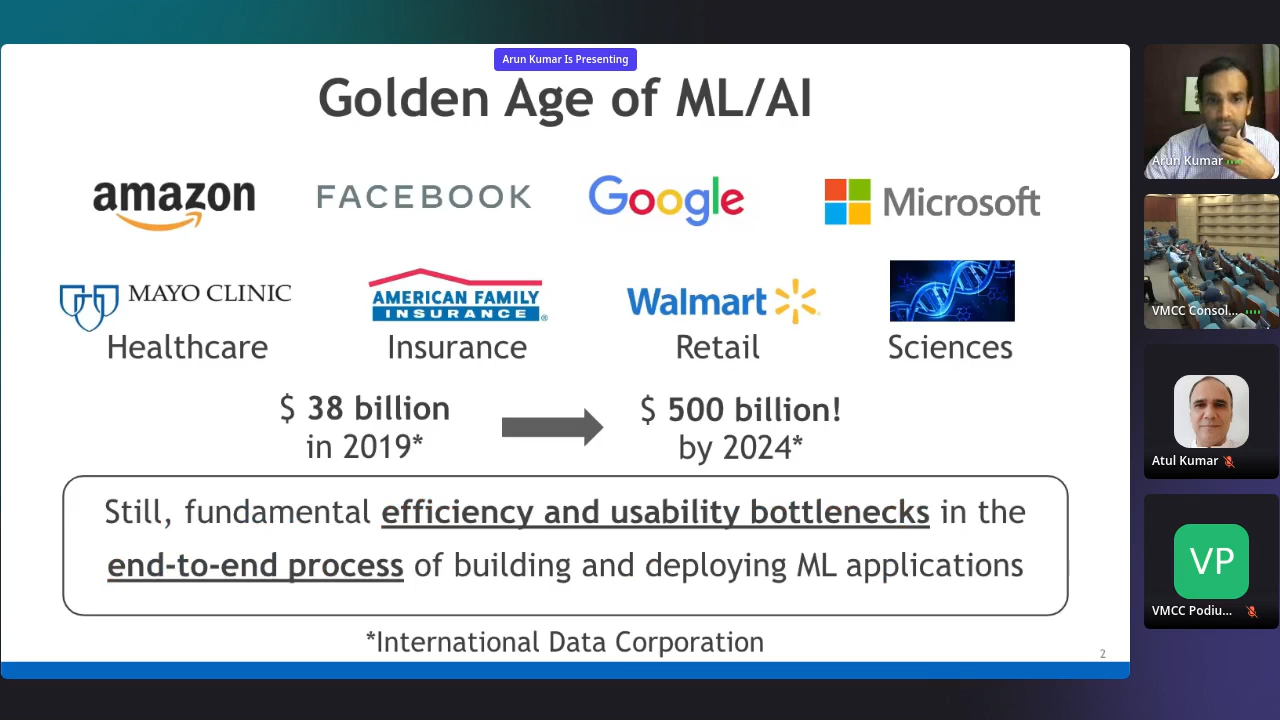 Arun Kumar Is Presenting
Golden Age of ML/AI
amazon
FACEBOOK
Google
Microsoft
MAYO CLINIC
AMERICAN FAMILY
INSURANCE ®
Walmart
Healthcare
Insurance
Retail
Sciences
$ 38 billion
in 2019*
$ 500 billion!
by 2024*
Still, fundamental efficiency and usability bottlenecks in the
end-to-end process of building and deploying ML applications
*International Data Corporation
2
Arun Kumar
VMCC Consol...
Atul Kumar
VP
VMCC Podiu...